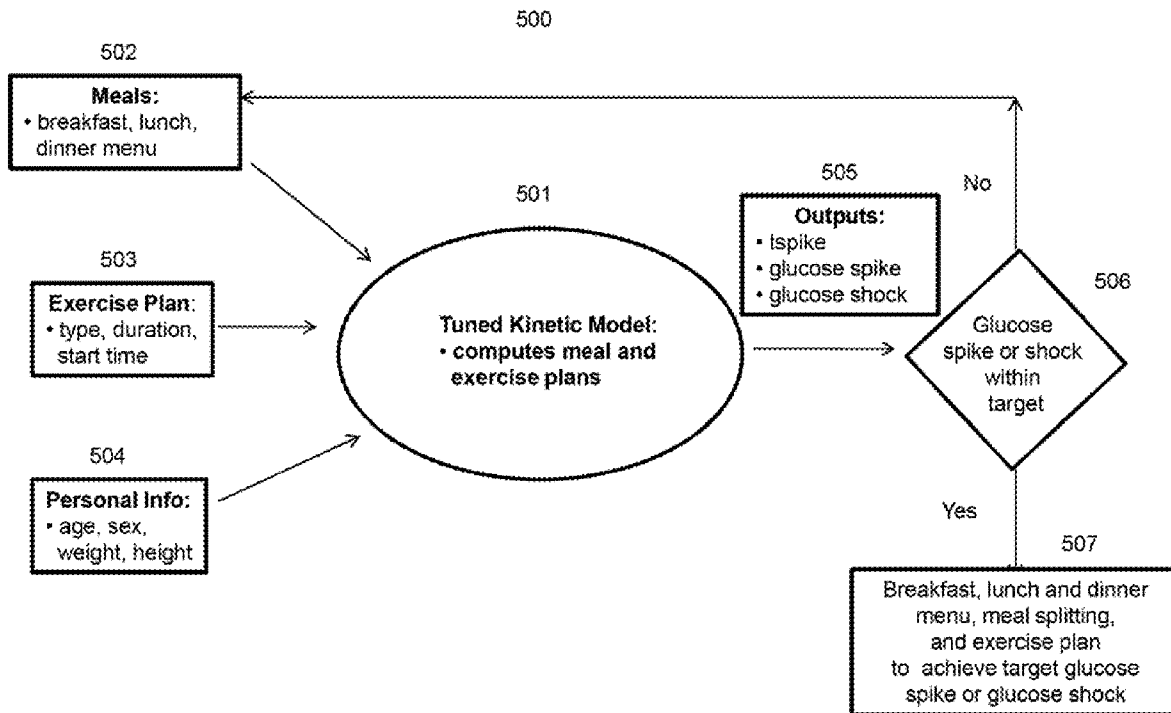 500
502
Meals:
• breakfast, lunch,
dinner menu
503
Exercise Plan:
• type, duration,
start time
504
Personal Info:
• age, sex,
weight, height
501
Tuned Kinetic Model:
• computes meal and
exercise plans
505
Outputs:
• tspike
• glucose spike
• glucose shock
No
506
Glucose
spike or shock
within
target
Yes
507
Breakfast, lunch and dinner
menu, meal splitting,
and exercise plan
to achieve target glucose
spike or glucose shock